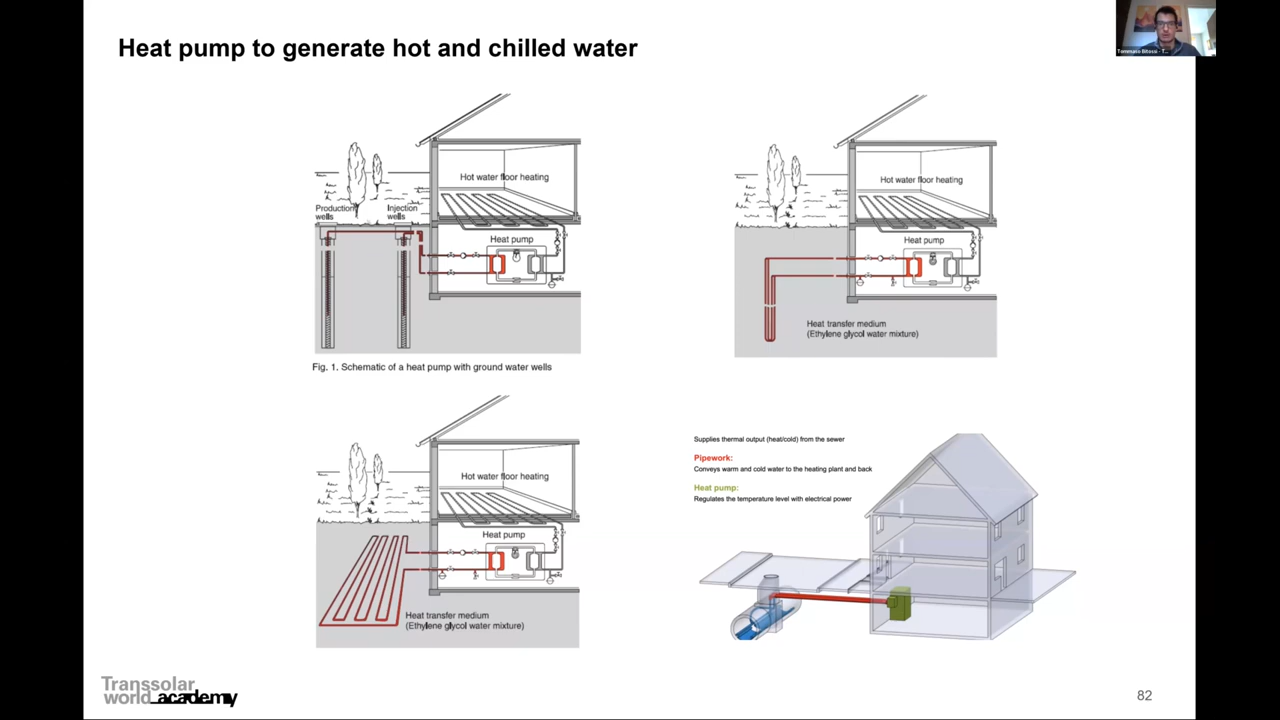 Heat pump to generate hot and chilled water
Tommaso Bitossi - T...
Hot water floor heating
Production
wells
Injection
wells
Heat pump
Fig. 1. Schematic of a heat pump with ground water wells
Hot water floor heating
Heat pump
Heat transfer medium
(Ethylene glycol water mixture)
Hot water floor heating
Heat pump
Heat transfer medium
(Ethylene glycol water mixture)
Supplies thermal output (heat/cold) from the sewer
Pipework:
Conveys warm and cold water to the heating plant and back
Heat pump:
Regulates the temperature level with electrical power
Transsolar
world academy
82